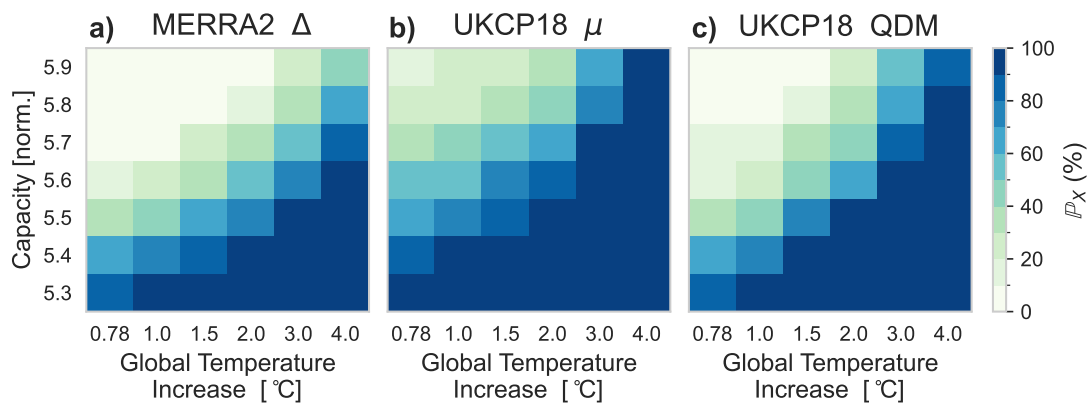 a) MERRA2 Δ
b) UKCP18 μ
c) UKCP18 QDM
Capacity [norm.]
5.9
5.8
5.7
5.6
5.5
5.4
5.3
0.78 1.0 1.5 2.0 3.0 4.0
Global Temperature
Increase [℃]
0.78 1.0 1.5 2.0 3.0 4.0
Global Temperature
Increase [℃]
0.78 1.0 1.5 2.0 3.0 4.0
Global Temperature
Increase [℃]
100
80
60
40
20
0
ℙX (%)